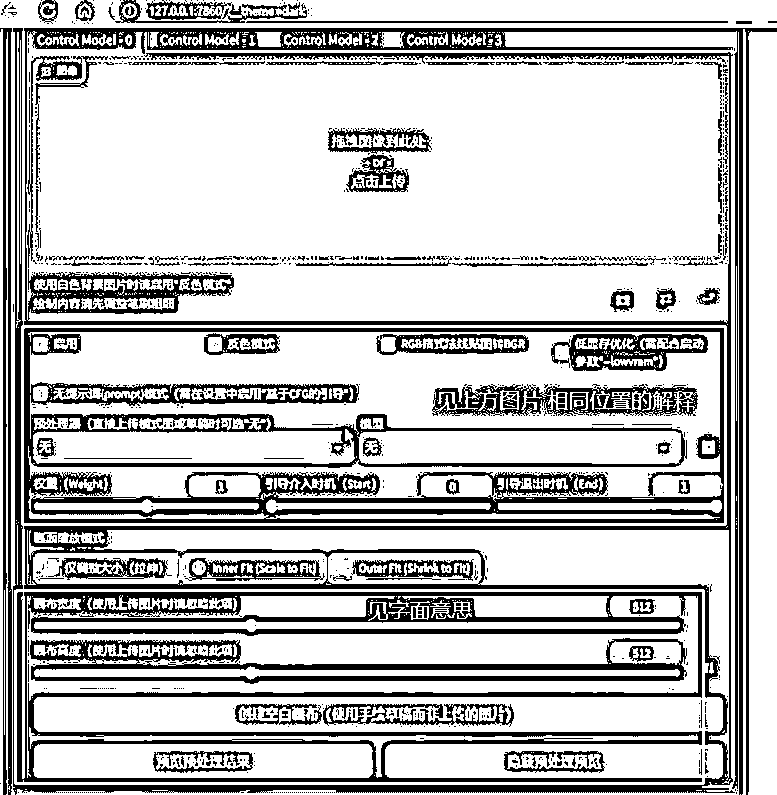 127.0.0.1:7860/?__theme=dark
Control Model - 0 Control Model - 1 Control Model - 2 Control Model - 3
图像
拖拽图像到此处
- or -
点击上传
使用白色背景图片时请启用"反色模式"
绘制内容请先调整笔刷粗细
启用 反色模式 RGB格式法线贴图转BGR 低显存优化（需配合启动参数"--lowvram"）
无提示词(prompt)模式（需在设置中启用"基于CFG的引导"）
见上方图片 相同位置的解释
预处理器（直接上传模式图或草稿时可选"无"） 模型
无 无
权重（Weight） 1 引导介入时机（Start） 0 引导退出时机（End） 1
画面缩放模式
仅调整大小（拉伸） Inner Fit (Scale to Fit) Outer Fit (Shrink to Fit)
画布宽度（使用上传图片时请忽略此项） 见字面意思 512
画布高度（使用上传图片时请忽略此项） 512
创建空白画布（使用手绘草稿而非上传的图片）
预览预处理结果 隐藏预处理预览